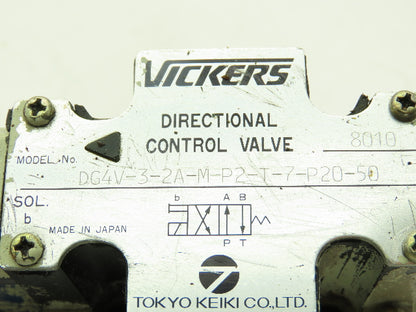 VICKERS
DIRECTIONAL
CONTROL VALVE
8010
MODEL. No.
DG4V-3-2A-M-P2-T-7-P20-50
SOL.
b
MADE IN JAPAN
b A B
P T
TOKYO KEIKI CO., LTD.